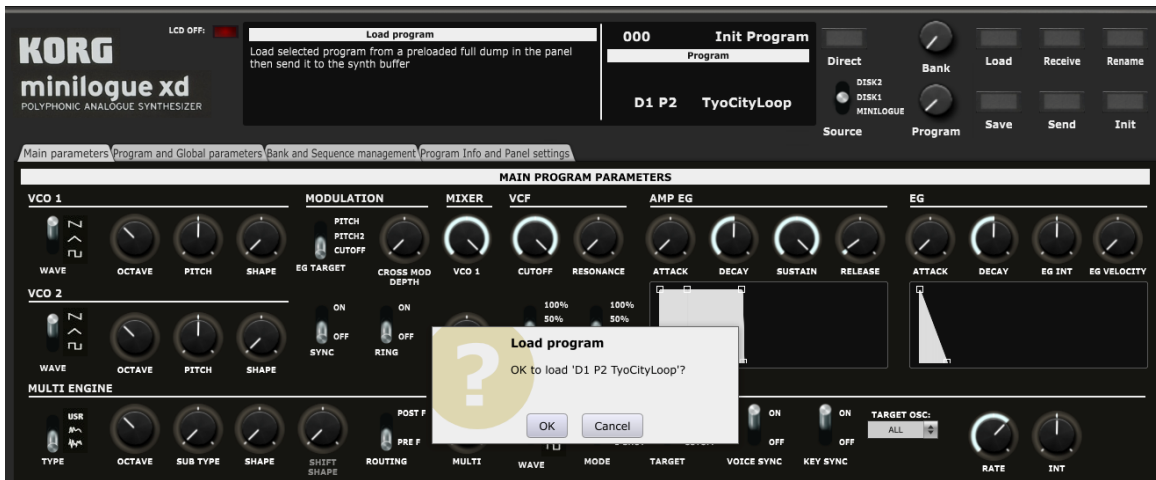 KORG
minilogue xd
POLYPHONIC ANALOGUE SYNTHESIZER
LCD OFF:
Load program
Load selected program from a preloaded full dump in the panel
then send it to the synth buffer
000 Init Program
Program
D1 P2 TyoCityLoop
Direct
DISK2
DISK1
MINILOGUE
Source
Bank
Program
Load Receive Rename
Save Send Init
Main parameters Program and Global parameters Bank and Sequence management Program Info and Panel settings
MAIN PROGRAM PARAMETERS
VCO 1 MODULATION MIXER VCF AMP EG EG
PITCH
PITCH2
CUTOFF
WAVE OCTAVE PITCH SHAPE EG TARGET CROSS MOD DEPTH VCO 1 CUTOFF RESONANCE ATTACK DECAY SUSTAIN RELEASE ATTACK DECAY EG INT EG VELOCITY
VCO 2
ON ON 100% 100%
50% 50%
OFF OFF
SYNC RING
WAVE OCTAVE PITCH SHAPE
Load program
OK to load 'D1 P2 TyoCityLoop'?
OK Cancel
MULTI ENGINE
USR POST F ON ON TARGET OSC:
ALL
PRE F OFF OFF
TYPE OCTAVE SUB TYPE SHAPE SHIFT SHAPE ROUTING MULTI WAVE MODE TARGET VOICE SYNC KEY SYNC RATE INT